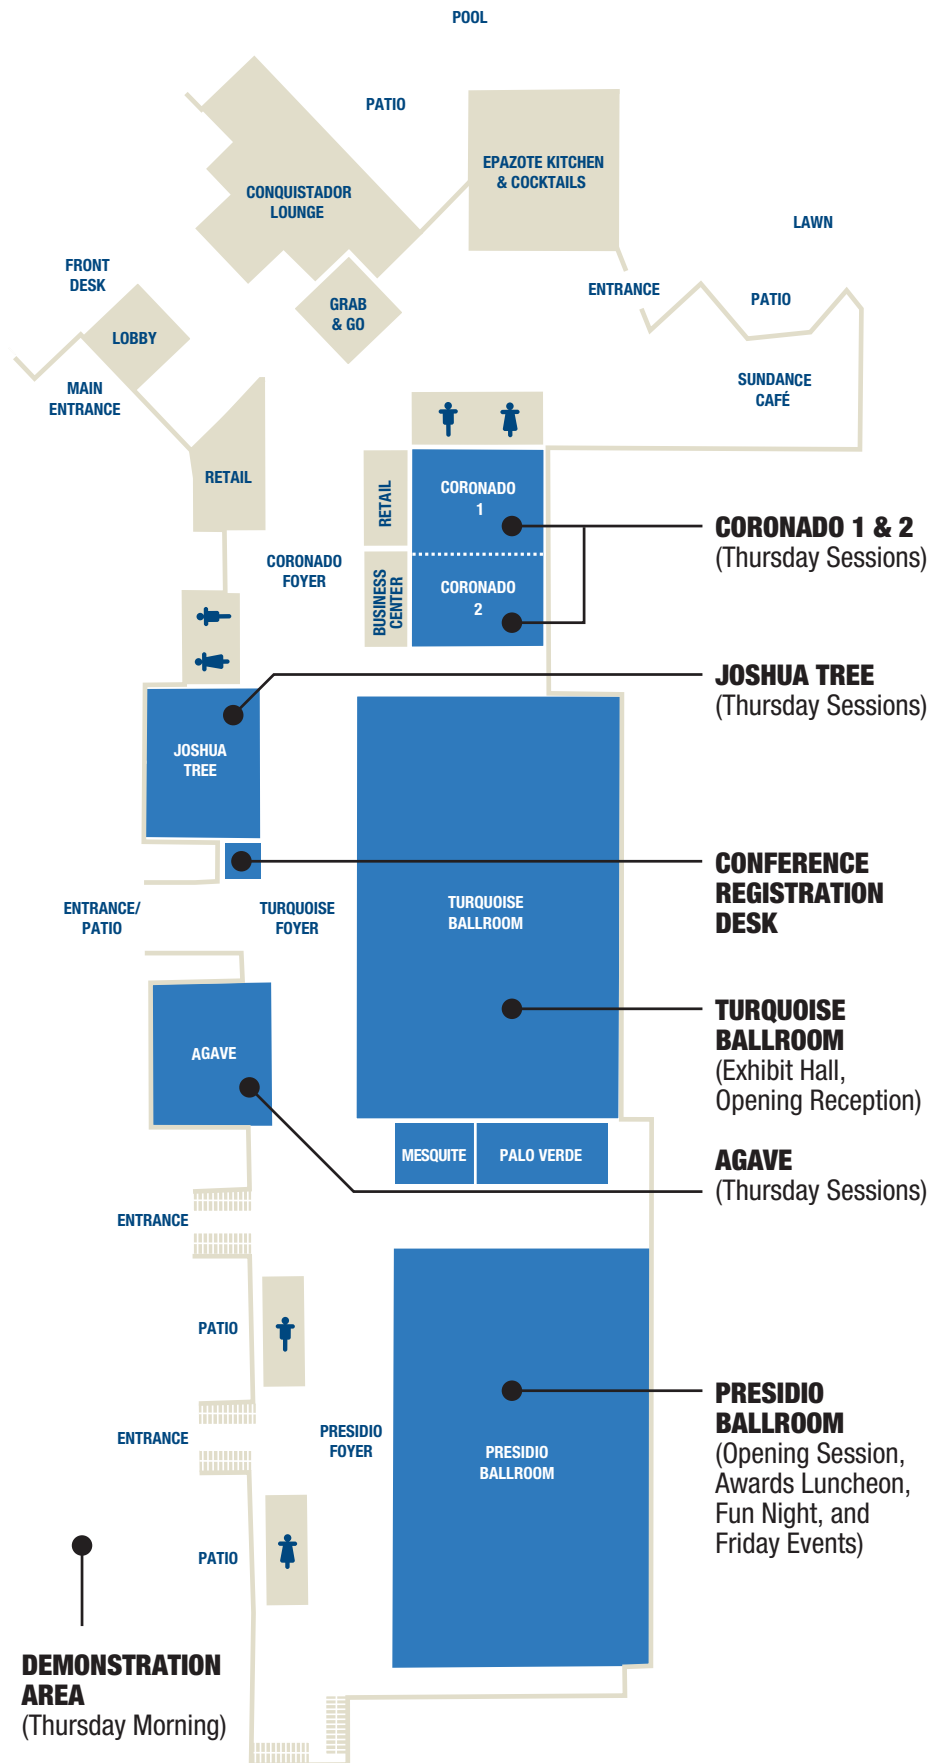 POOL
PATIO
EPAZOTE KITCHEN
& COCKTAILS
CONQUISTADOR
LOUNGE
LAWN
FRONT
DESK
ENTRANCE
PATIO
GRAB
& GO
LOBBY
MAIN
ENTRANCE
SUNDANCE
CAFÉ
RETAIL
RETAIL
CORONADO
1
CORONADO 1 & 2
(Thursday Sessions)
CORONADO
FOYER
BUSINESS
CENTER
CORONADO
2
JOSHUA TREE
(Thursday Sessions)
JOSHUA
TREE
CONFERENCE
REGISTRATION
DESK
ENTRANCE/
PATIO
TURQUOISE
FOYER
TURQUOISE
BALLROOM
TURQUOISE
BALLROOM
(Exhibit Hall,
Opening Reception)
AGAVE
MESQUITE
PALO VERDE
AGAVE
(Thursday Sessions)
ENTRANCE
PATIO
ENTRANCE
PRESIDIO
FOYER
PRESIDIO
BALLROOM
PRESIDIO
BALLROOM
(Opening Session,
Awards Luncheon,
Fun Night, and
Friday Events)
PATIO
DEMONSTRATION
AREA
(Thursday Morning)